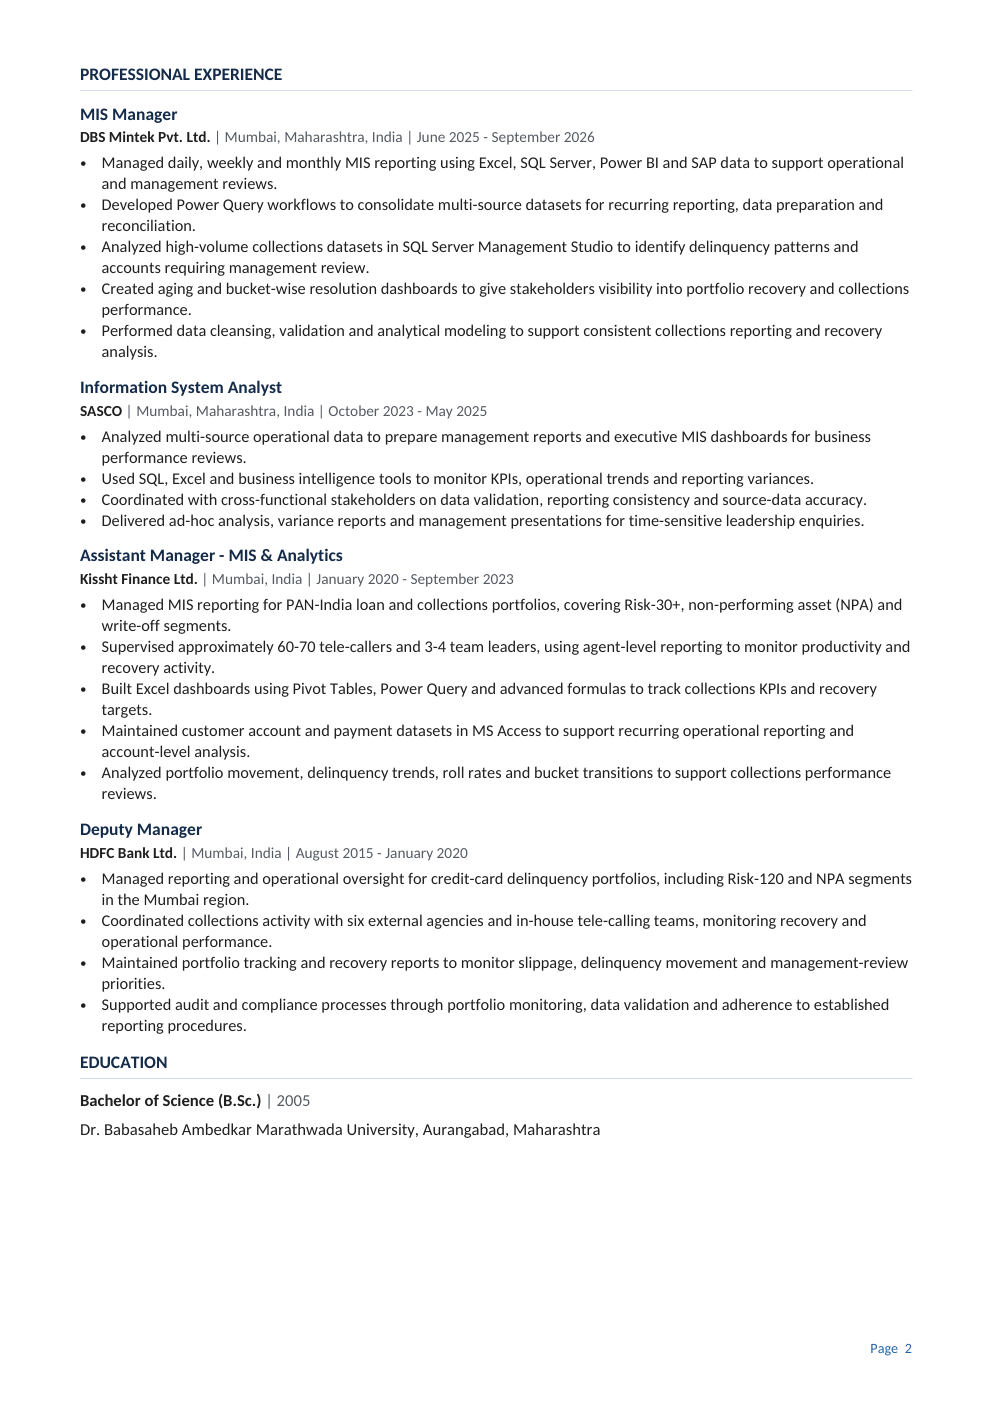 PROFESSIONAL EXPERIENCE
MIS Manager
DBS Mintek Pvt. Ltd. | Mumbai, Maharashtra, India | June 2025 - September 2026
• Managed daily, weekly and monthly MIS reporting using Excel, SQL Server, Power BI and SAP data to support operational
and management reviews.
• Developed Power Query workflows to consolidate multi-source datasets for recurring reporting, data preparation and
reconciliation.
• Analyzed high-volume collections datasets in SQL Server Management Studio to identify delinquency patterns and
accounts requiring management review.
• Created aging and bucket-wise resolution dashboards to give stakeholders visibility into portfolio recovery and collections
performance.
• Performed data cleansing, validation and analytical modeling to support consistent collections reporting and recovery
analysis.
Information System Analyst
SASCO | Mumbai, Maharashtra, India | October 2023 - May 2025
• Analyzed multi-source operational data to prepare management reports and executive MIS dashboards for business
performance reviews.
• Used SQL, Excel and business intelligence tools to monitor KPIs, operational trends and reporting variances.
• Coordinated with cross-functional stakeholders on data validation, reporting consistency and source-data accuracy.
• Delivered ad-hoc analysis, variance reports and management presentations for time-sensitive leadership enquiries.
Assistant Manager - MIS & Analytics
Kissht Finance Ltd. | Mumbai, India | January 2020 - September 2023
• Managed MIS reporting for PAN-India loan and collections portfolios, covering Risk-30+, non-performing asset (NPA) and
write-off segments.
• Supervised approximately 60-70 tele-callers and 3-4 team leaders, using agent-level reporting to monitor productivity and
recovery activity.
• Built Excel dashboards using Pivot Tables, Power Query and advanced formulas to track collections KPIs and recovery
targets.
• Maintained customer account and payment datasets in MS Access to support recurring operational reporting and
account-level analysis.
• Analyzed portfolio movement, delinquency trends, roll rates and bucket transitions to support collections performance
reviews.
Deputy Manager
HDFC Bank Ltd. | Mumbai, India | August 2015 - January 2020
• Managed reporting and operational oversight for credit-card delinquency portfolios, including Risk-120 and NPA segments
in the Mumbai region.
• Coordinated collections activity with six external agencies and in-house tele-calling teams, monitoring recovery and
operational performance.
• Maintained portfolio tracking and recovery reports to monitor slippage, delinquency movement and management-review
priorities.
• Supported audit and compliance processes through portfolio monitoring, data validation and adherence to established
reporting procedures.
EDUCATION
Bachelor of Science (B.Sc.) | 2005
Dr. Babasaheb Ambedkar Marathwada University, Aurangabad, Maharashtra
Page 2